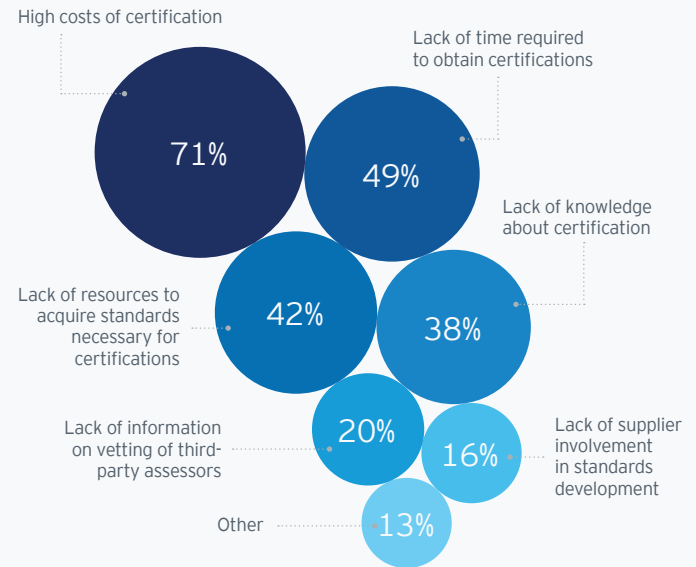 High costs of certification
71%
Lack of time required
to obtain certifications
49%
Lack of knowledge
about certification
38%
Lack of resources to
acquire standards
necessary for
certifications
42%
Lack of information
on vetting of third-
party assessors
20%
Lack of supplier
involvement
in standards
development
16%
Other
13%